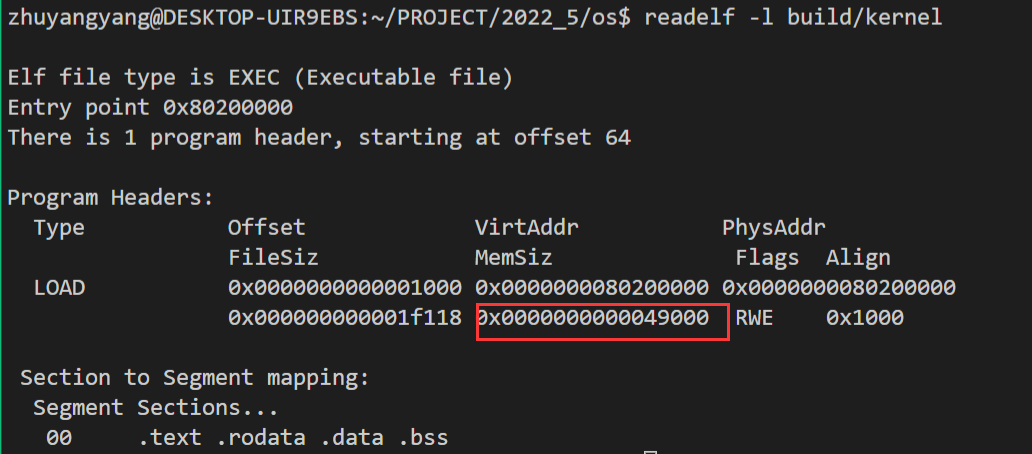 zhuyangyang@DESKTOP-UIR9EBS:~/PROJECT/2022_5/os$ readelf -l build/kernel
Elf file type is EXEC (Executable file)
Entry point 0x80200000
There is 1 program header, starting at offset 64
Program Headers:
  Type           Offset             VirtAddr           PhysAddr
                 FileSiz            MemSiz              Flags  Align
  LOAD           0x0000000000001000 0x0000000080200000 0x0000000080200000
                 0x000000000001f118 0x0000000000049000  RWE    0x1000
 Section to Segment mapping:
  Segment Sections...
   00     .text .rodata .data .bss